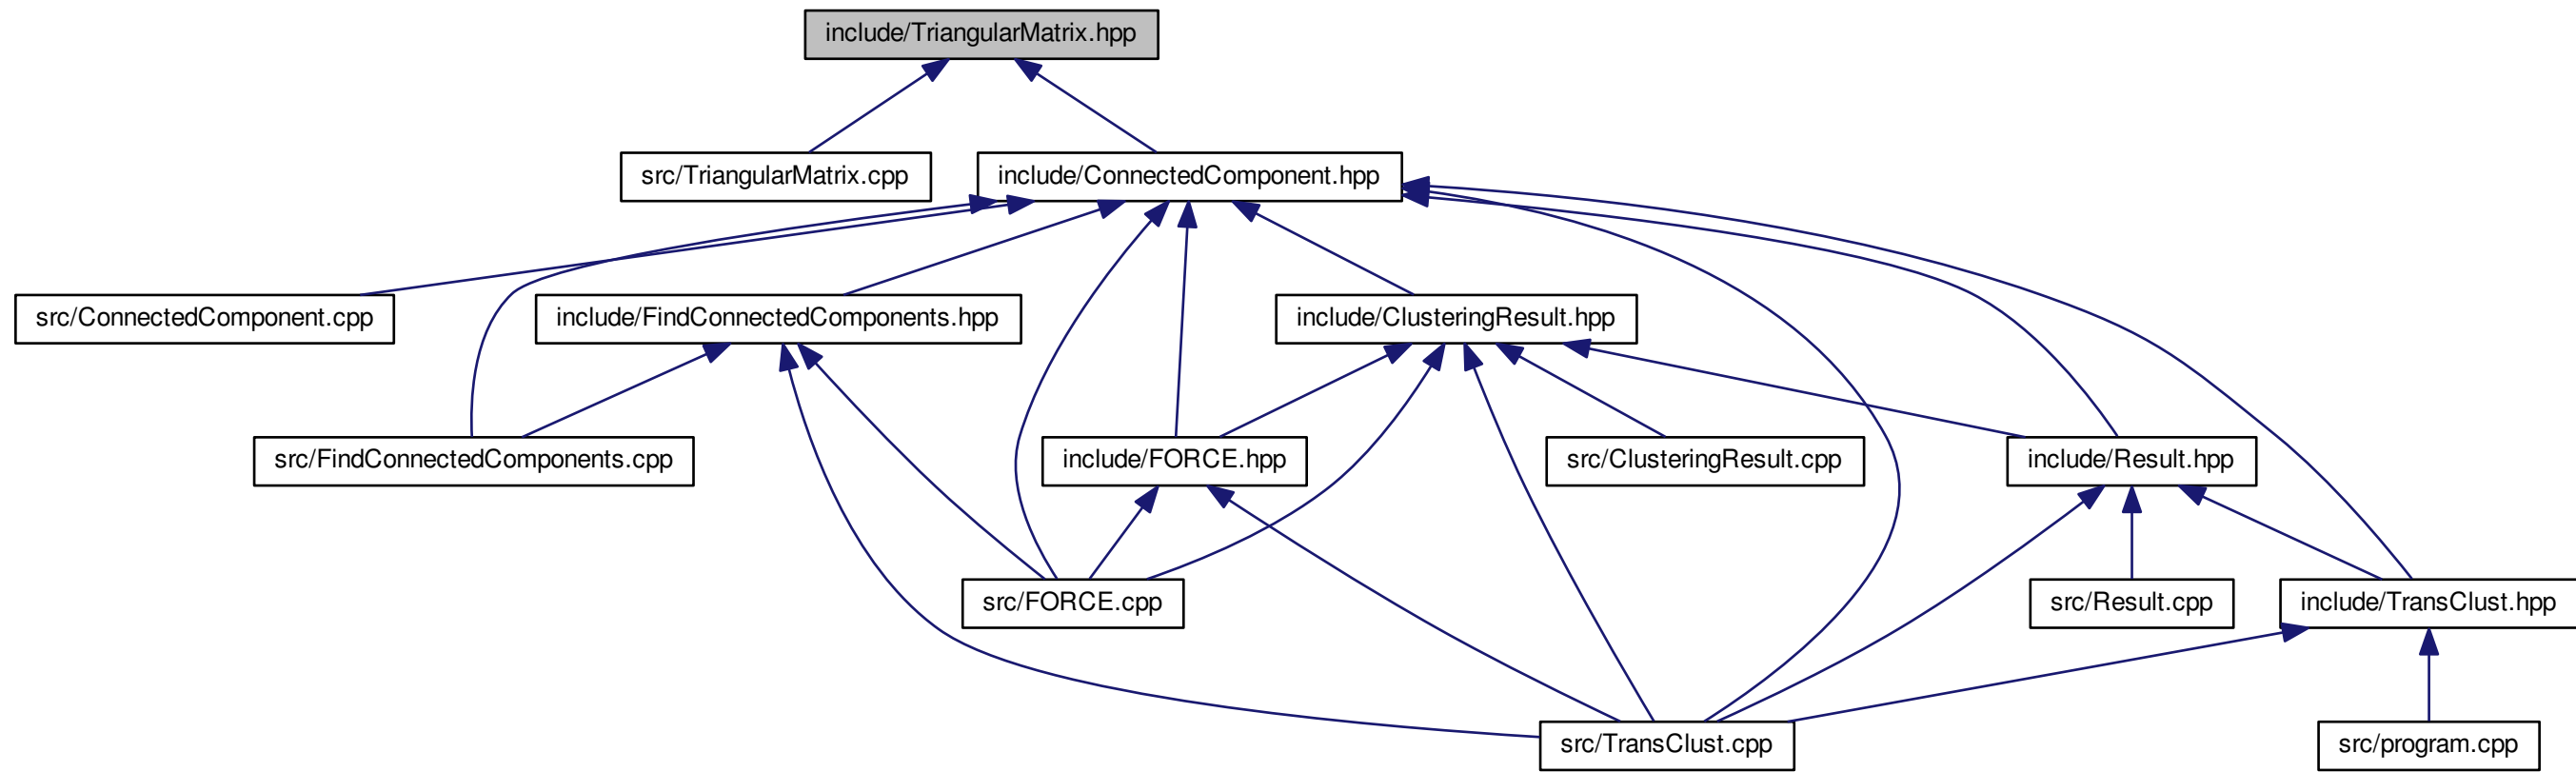 include/TriangularMatrix.hpp
src/TriangularMatrix.cpp
include/ConnectedComponent.hpp
src/ConnectedComponent.cpp
include/FindConnectedComponents.hpp
include/ClusteringResult.hpp
src/FindConnectedComponents.cpp
include/FORCE.hpp
src/ClusteringResult.cpp
include/Result.hpp
src/FORCE.cpp
src/Result.cpp
include/TransClust.hpp
src/TransClust.cpp
src/program.cpp